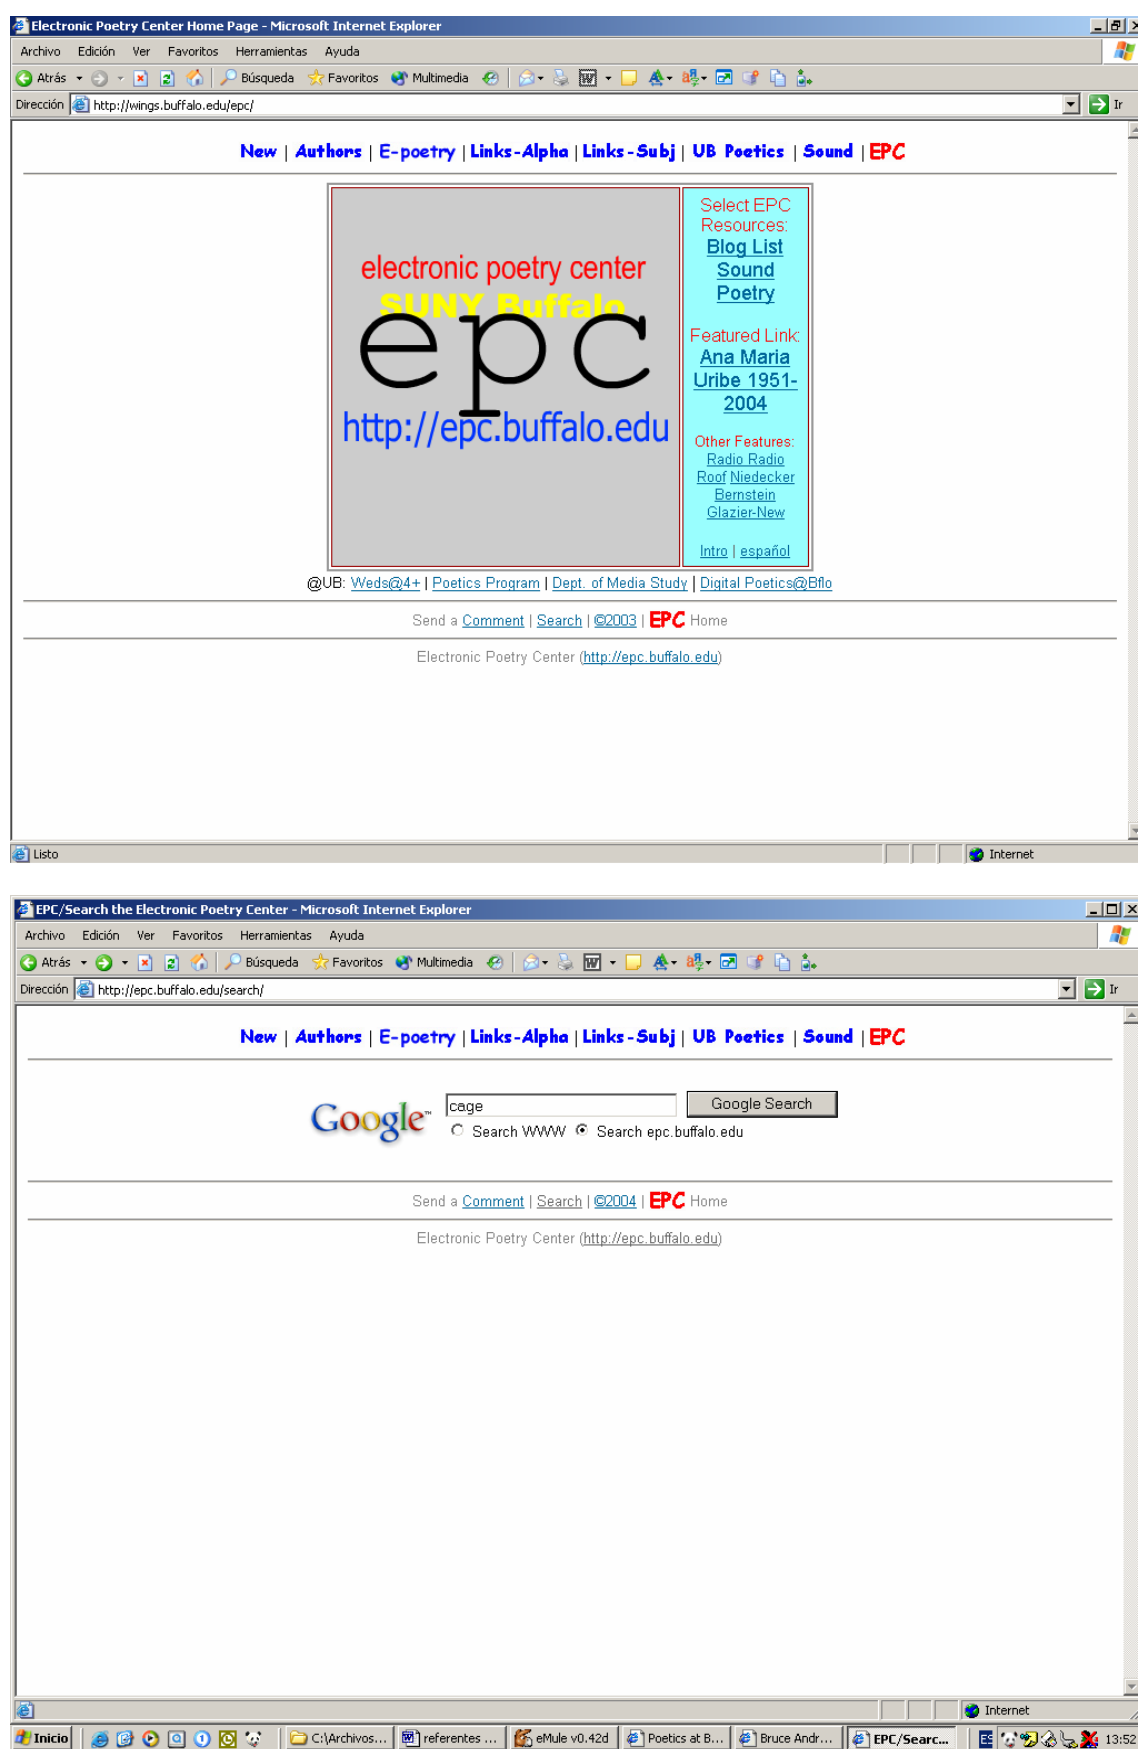 Electronic Poetry Center Home Page - Microsoft Internet Explorer
Archivo Edición Ver Favoritos Herramientas Ayuda
Atrás Búsqueda Favoritos Multimedia
Dirección http://wings.buffalo.edu/epc/ Ir
New | Authors | E-poetry | Links-Alpha | Links-Subj | UB Poetics | Sound | EPC
electronic poetry center
SUNY Buffalo
epc
http://epc.buffalo.edu
Select EPC
Resources:
Blog List
Sound
Poetry
Featured Link:
Ana Maria
Uribe 1951-
2004
Other Features:
Radio Radio
Roof Niedecker
Bernstein
Glazier-New
Intro | español
@UB: Weds@4+ | Poetics Program | Dept. of Media Study | Digital Poetics@Bflo
Send a Comment | Search | ©2003 | EPC Home
Electronic Poetry Center (http://epc.buffalo.edu)
Listo Internet
EPC/Search the Electronic Poetry Center - Microsoft Internet Explorer
Archivo Edición Ver Favoritos Herramientas Ayuda
Atrás Búsqueda Favoritos Multimedia
Dirección http://epc.buffalo.edu/search/ Ir
New | Authors | E-poetry | Links-Alpha | Links-Subj | UB Poetics | Sound | EPC
Google™ cage Google Search
Search WWW Search epc.buffalo.edu
Send a Comment | Search | ©2004 | EPC Home
Electronic Poetry Center (http://epc.buffalo.edu)
Internet
Inicio C:\Archivos... referentes ... eMule v0.42d Poetics at B... Bruce Andr... EPC/Searc... ES 13:52